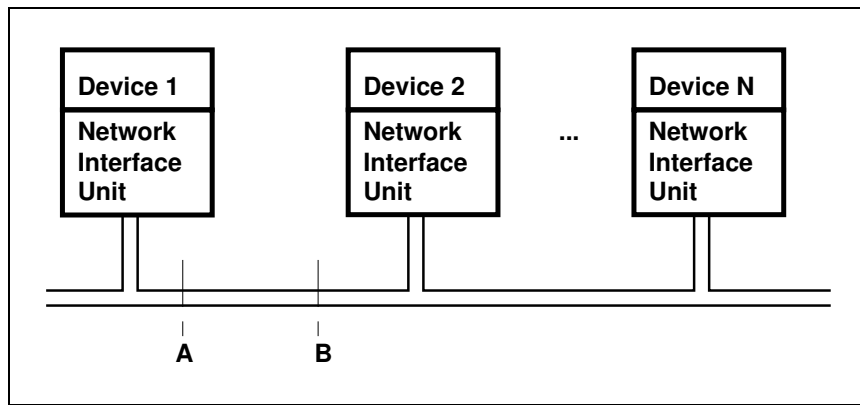 Device 1
Network
Interface
Unit
Device 2
Network
Interface
Unit
...
Device N
Network
Interface
Unit
A
B